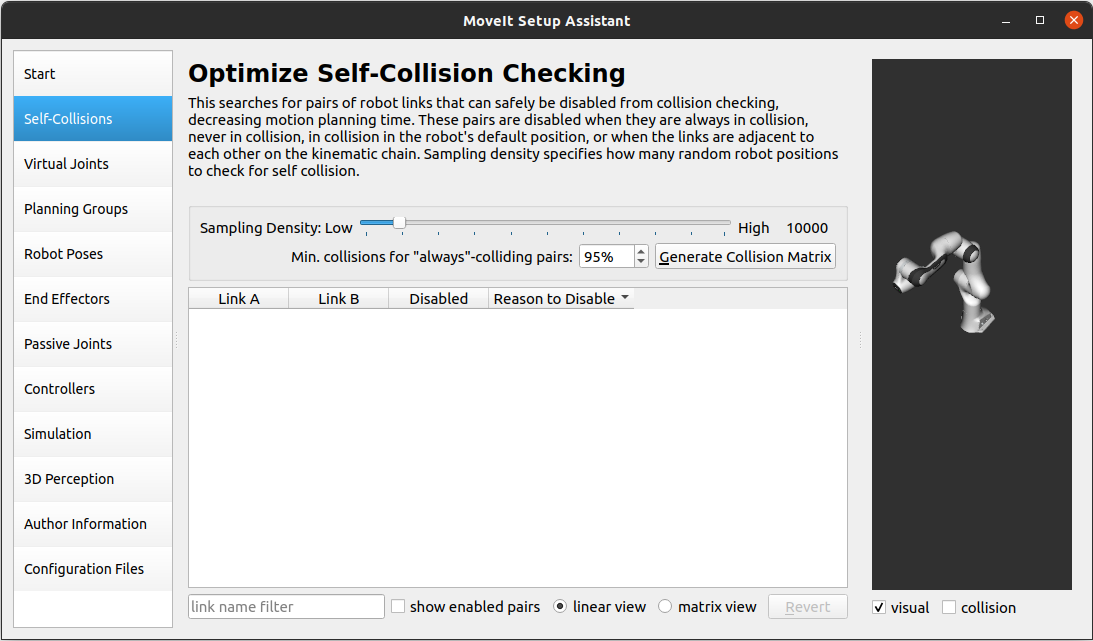 MoveIt Setup Assistant
Start
Self-Collisions
Virtual Joints
Planning Groups
Robot Poses
End Effectors
Passive Joints
Controllers
Simulation
3D Perception
Author Information
Configuration Files
Optimize Self-Collision Checking
This searches for pairs of robot links that can safely be disabled from collision checking,
decreasing motion planning time. These pairs are disabled when they are always in collision,
never in collision, in collision in the robot's default position, or when the links are adjacent to
each other on the kinematic chain. Sampling density specifies how many random robot positions
to check for self collision.
Sampling Density: Low High 10000
Min. collisions for "always"-colliding pairs: 95% Generate Collision Matrix
Link A Link B Disabled Reason to Disable
link name filter show enabled pairs linear view matrix view Revert
visual collision